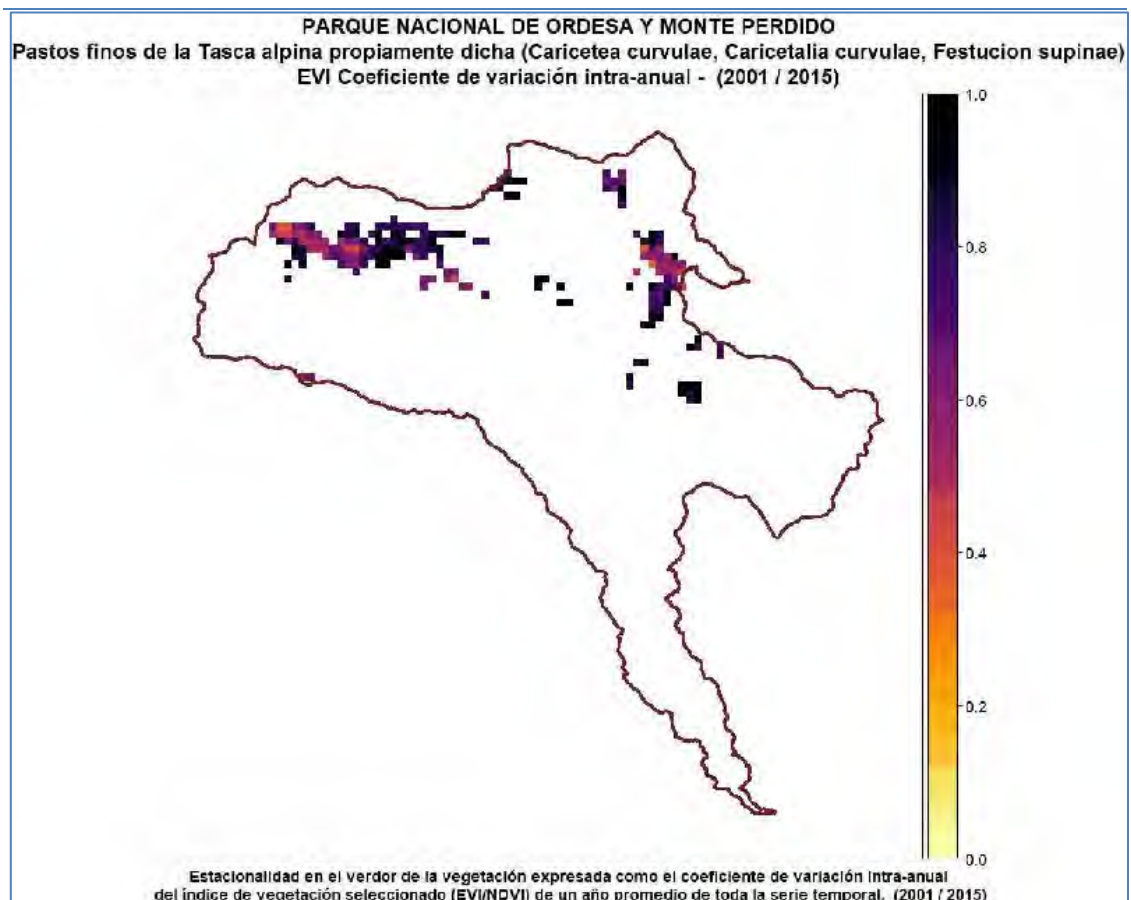 PARQUE NACIONAL DE ORDESA Y MONTE PERDIDO
Pastos finos de la Tasca alpina propiamente dicha (Caricetea curvulae, Caricetalia curvulae, Festucion supinae)
EVI Coeficiente de variación intra-anual - (2001 / 2015)
1.0
0.8
0.6
0.4
0.2
0.0
Estacionalidad en el verdor de la vegetación expresada como el coeficiente de variación intra-anual
del índice de vegetación seleccionado (EVI/NDVI) de un año promedio de toda la serie temporal. (2001 / 2015)